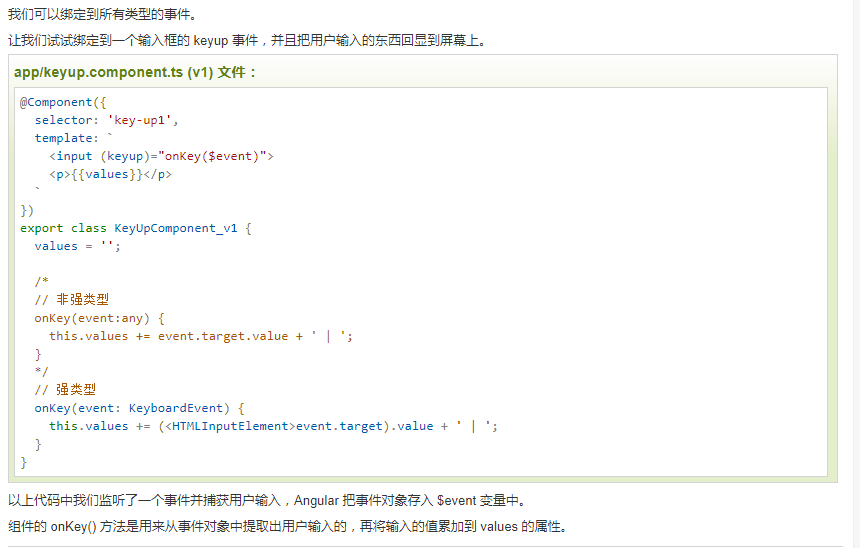 我们可以绑定到所有类型的事件。
让我们试试绑定到一个输入框的 keyup 事件，并且把用户输入的东西回显到屏幕上。
app/keyup.component.ts (v1) 文件：
@Component({
  selector: 'key-up1',
  template: `
    <input (keyup)="onKey($event)">
    <p>{{values}}</p>
  `
})
export class KeyUpComponent_v1 {
  values = '';

  /*
  // 非强类型
  onKey(event:any) {
    this.values += event.target.value + ' | ';
  }
  */
  // 强类型
  onKey(event: KeyboardEvent) {
    this.values += (<HTMLInputElement>event.target).value + ' | ';
  }
}
以上代码中我们监听了一个事件并捕获用户输入，Angular 把事件对象存入 $event 变量中。
组件的 onKey() 方法是用来从事件对象中提取出用户输入的，再将输入的值累加到 values 的属性。